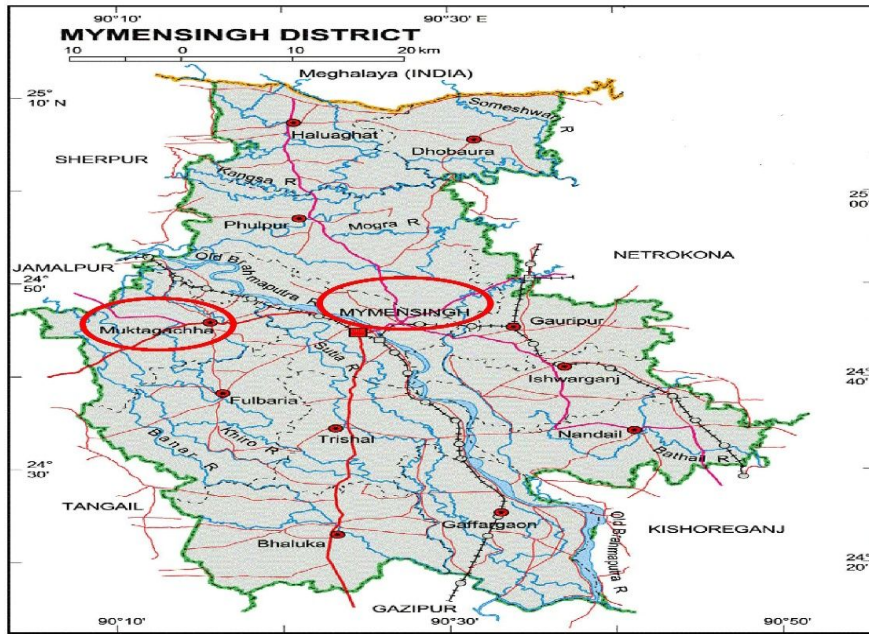 90°10'
90°30' E
MYMENSINGH DISTRICT
10 0 10 20 km
Meghalaya (INDIA)
25°
10' N
Someshwari R
Haluaghat
Dhobaura
SHERPUR
Kangsa R
25°
00'
Phulpur
Mogra R
NETROKONA
JAMALPUR
Old Brahmaputra R
24°
50'
MYMENSINGH
Muktagachha
Gauripur
Sutia R
Ishwarganj
24°
40'
Fulbaria
Trishal
Nandail
Khiro R
Banar R
Bathail R
24°
30'
TANGAIL
Gaffargaon
Old Brahmaputra R
KISHOREGANJ
Bhaluka
24°
20'
GAZIPUR
90°10'
90°30'
90°50'